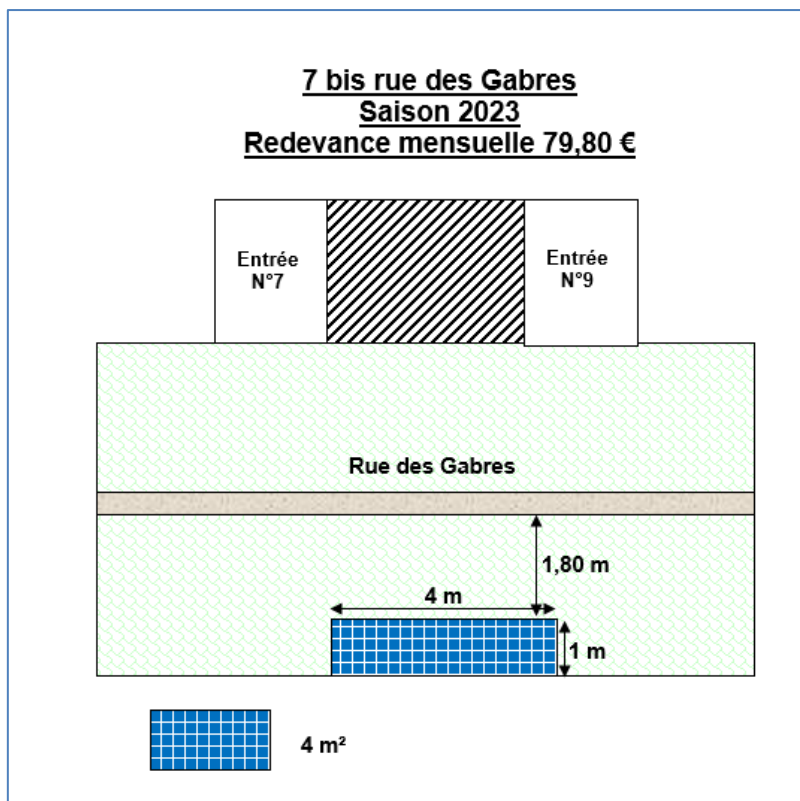 7 bis rue des Gabres
Saison 2023
Redevance mensuelle 79,80 €
Entrée
N°7
Entrée
N°9
Rue des Gabres
1,80 m
4 m
1 m
4 m²